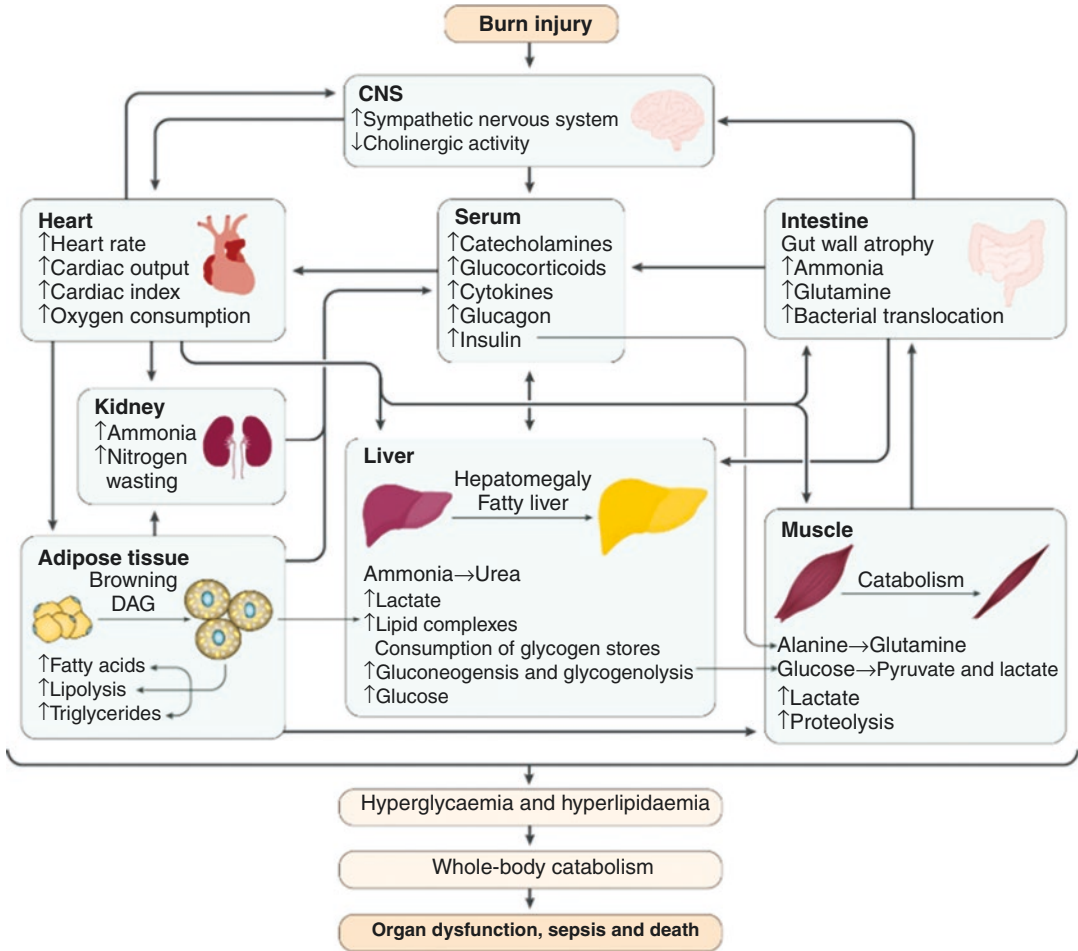 Burn injury
CNS
↑Sympathetic nervous system
↓Cholinergic activity
Heart
↑Heart rate
↑Cardiac output
↑Cardiac index
↑Oxygen consumption
Serum
↑Catecholamines
↑Glucocorticoids
↑Cytokines
↑Glucagon
↑Insulin
Intestine
Gut wall atrophy
↑Ammonia
↑Glutamine
↑Bacterial translocation
Kidney
↑Ammonia
↑Nitrogen
wasting
Liver
Hepatomegaly
Fatty liver
Ammonia→Urea
↑Lactate
↑Lipid complexes
Consumption of glycogen stores
↑Gluconeogensis and glycogenolysis
↑Glucose
Adipose tissue
Browning
DAG
↑Fatty acids
↑Lipolysis
↑Triglycerides
Muscle
Catabolism
Alanine→Glutamine
Glucose→Pyruvate and lactate
↑Lactate
↑Proteolysis
Hyperglycaemia and hyperlipidaemia
Whole-body catabolism
Organ dysfunction, sepsis and death